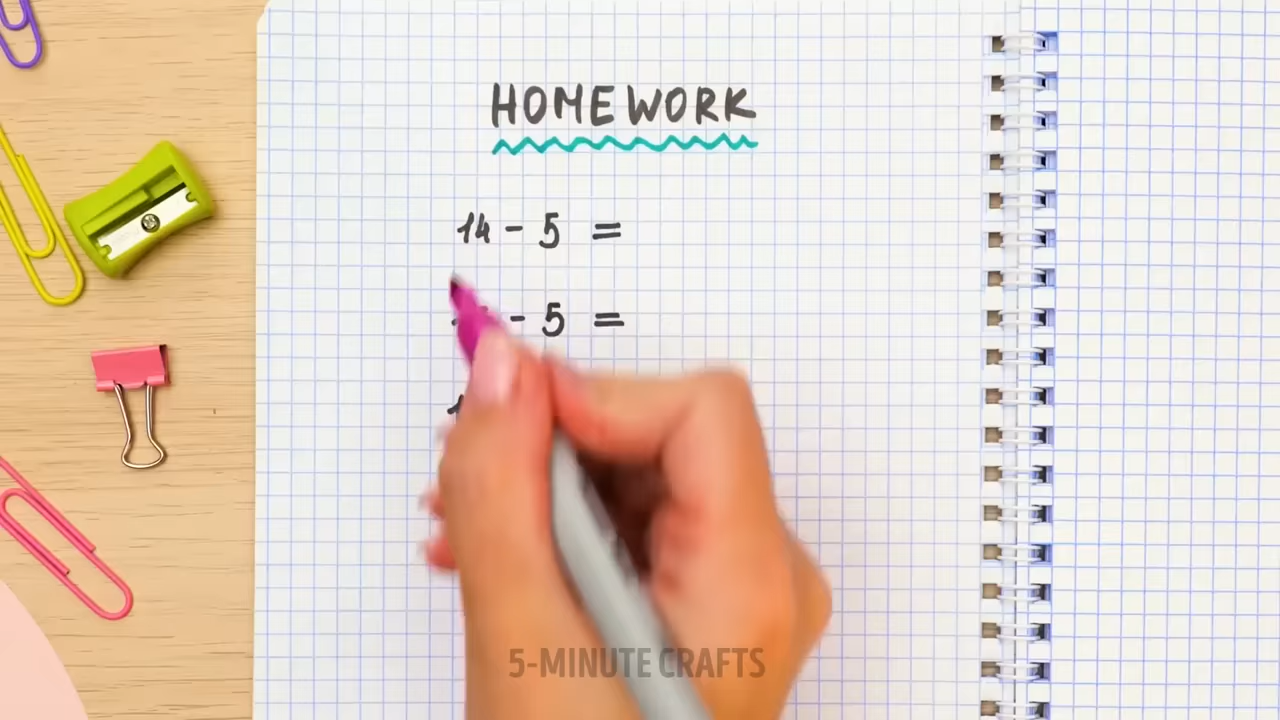 HOMEWORK
14 - 5 =
- 5 =
5-MINUTE CRAFTS